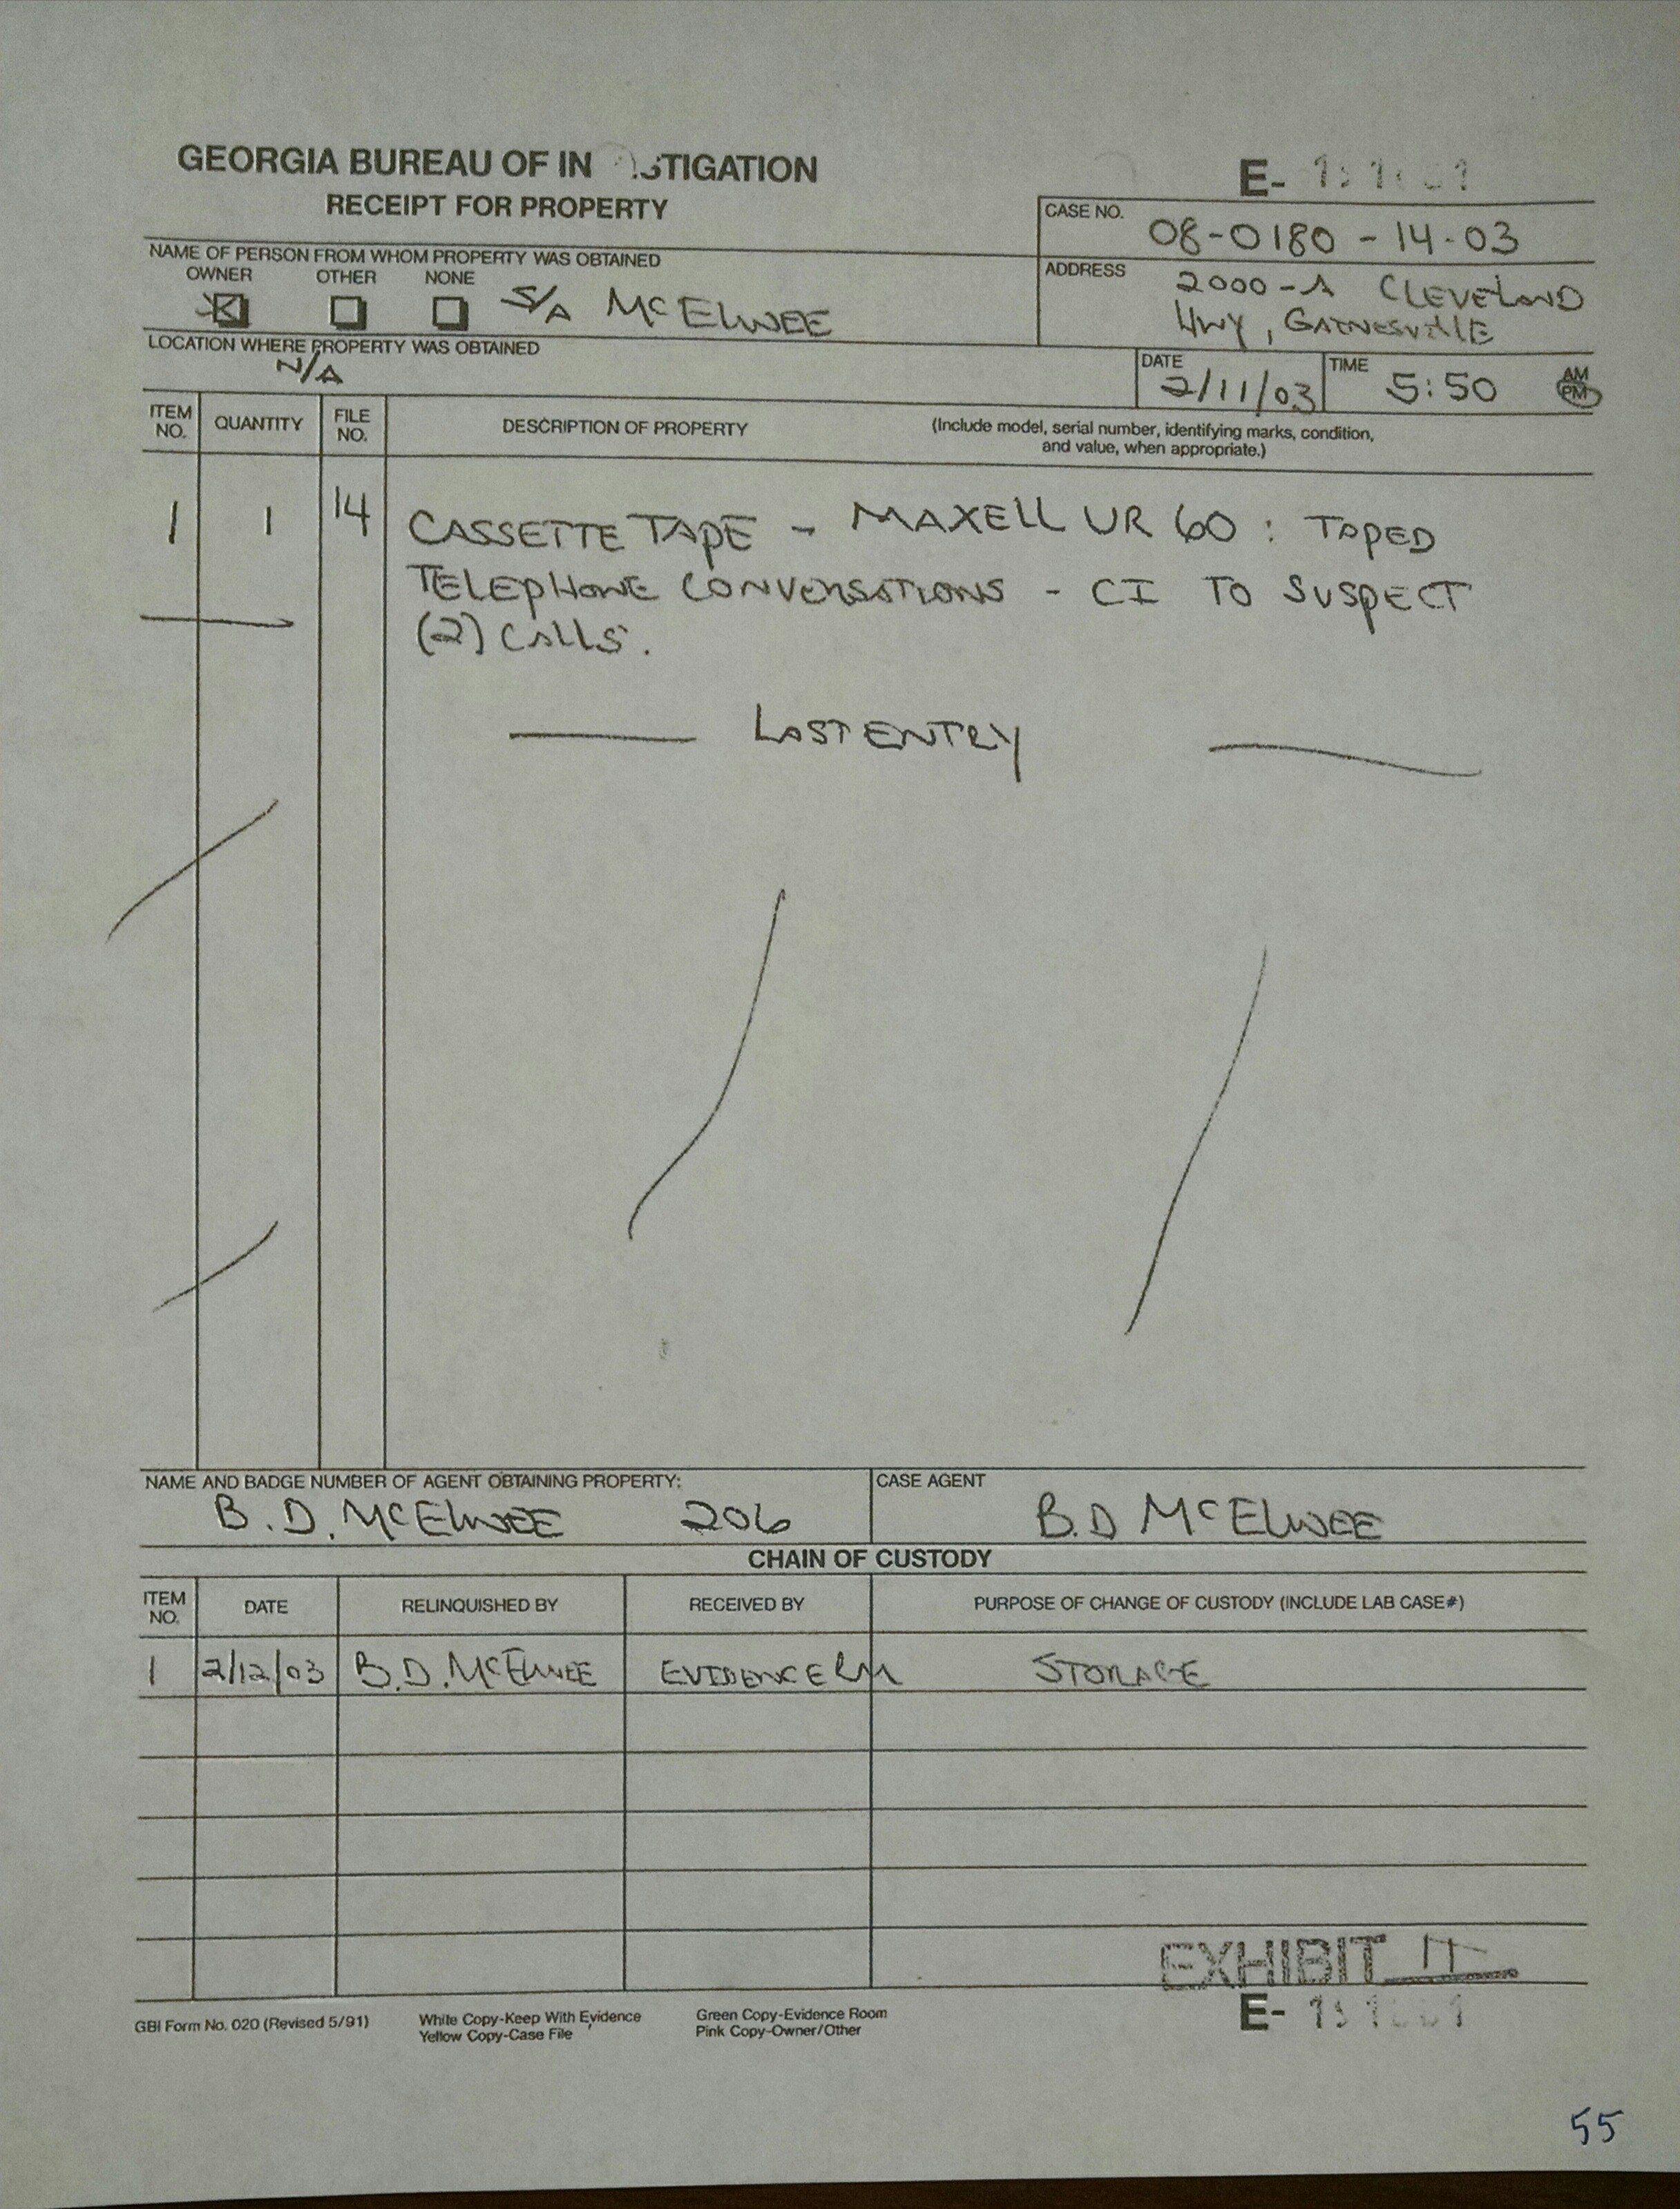 GEORGIA BUREAU OF IN STIGATION
RECEIPT FOR PROPERTY
E-
CASE NO.
08-0180-14-03
NAME OF PERSON FROM WHOM PROPERTY WAS OBTAINED
OWNER OTHER NONE
S/A McELWEE
ADDRESS
2000-A CLEVELAND
HWY, GAINESVILLE
LOCATION WHERE PROPERTY WAS OBTAINED
N/A
DATE
2/11/03
TIME
5:50
AM
PM
ITEM NO. QUANTITY FILE NO. DESCRIPTION OF PROPERTY (Include model, serial number, identifying marks, condition,
and value, when appropriate.)
1 1 14 CASSETTE TAPE - MAXELL UR 60 : TAPED
TELEPHONE CONVERSATIONS - CI TO SUSPECT
(2) CALLS.
LAST ENTRY
NAME AND BADGE NUMBER OF AGENT OBTAINING PROPERTY:
B.D. McELWEE 206
CASE AGENT
B.D McELWEE
CHAIN OF CUSTODY
ITEM NO. DATE RELINQUISHED BY RECEIVED BY PURPOSE OF CHANGE OF CUSTODY (INCLUDE LAB CASE#)
1 2/12/03 B.D. McELWEE EVIDENCE RM STORAGE
EXHIBIT 11
E-
GBI Form No. 020 (Revised 5/91)
White Copy-Keep With Evidence
Yellow Copy-Case File
Green Copy-Evidence Room
Pink Copy-Owner/Other
55